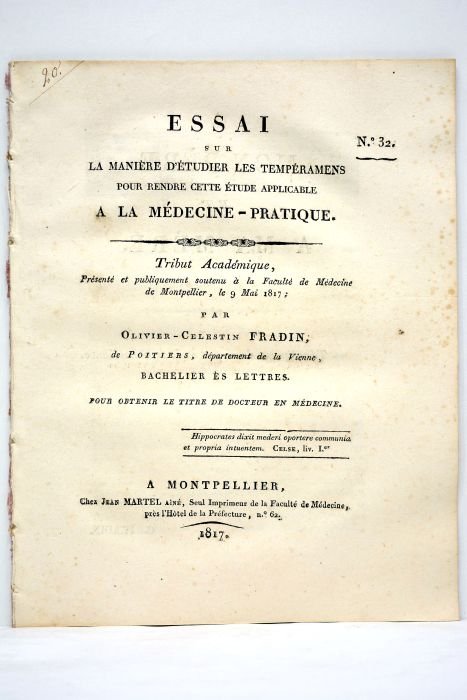 20.
ESSAI
N.° 32.
SUR
LA MANIÈRE D'ÉTUDIER LES TEMPÉRAMENS
POUR RENDRE CETTE ÉTUDE APPLICABLE
A LA MÉDECINE-PRATIQUE.
Tribut Académique,
Présenté et publiquement soutenu à la Faculté de Médecine
de Montpellier, le 9 Mai 1817;
PAR
OLIVIER-CELESTIN FRADIN,
de POITIERS, département de la Vienne,
BACHELIER ÈS LETTRES.
POUR OBTENIR LE TITRE DE DOCTEUR EN MÉDECINE.
Hippocrates dixit mederi oportere communia
et propria intuentem. CELSE, liv. I.er
A MONTPELLIER,
Chez JEAN MARTEL AÎNÉ, Seul Imprimeur de la Faculté de Médecine,
près l'Hôtel de la Préfecture, n.° 62.
1817.